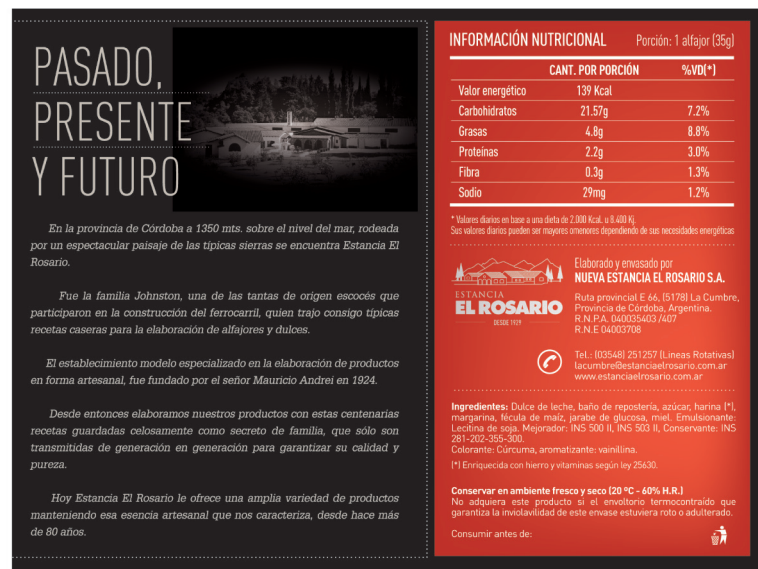 PASADO,
PRESENTE
Y FUTURO
En la provincia de Córdoba a 1350 mts. sobre el nivel del mar, rodeada
por un espectacular paisaje de las típicas sierras se encuentra Estancia El
Rosario.
Fue la familia Johnston, una de las tantas de origen escocés que
participaron en la construcción del ferrocarril, quien trajo consigo típicas
recetas caseras para la elaboración de alfajores y dulces.
El establecimiento modelo especializado en la elaboración de productos
en forma artesanal, fue fundado por el señor Mauricio Andrei en 1924.
Desde entonces elaboramos nuestros productos con estas centenarias
recetas guardadas celosamente como secreto de familia, que sólo son
transmitidas de generación en generación para garantizar su calidad y
pureza.
Hoy Estancia El Rosario le ofrece una amplia variedad de productos
manteniendo esa esencia artesanal que nos caracteriza, desde hace más
de 80 años.
INFORMACIÓN NUTRICIONAL Porción: 1 alfajor (35g)
CANT. POR PORCIÓN %VD(*)
Valor energético 139 Kcal
Carbohidratos 21.57g 7.2%
Grasas 4.8g 8.8%
Proteínas 2.2g 3.0%
Fibra 0.3g 1.3%
Sodio 29mg 1.2%
* Valores diarios en base a una dieta de 2.000 Kcal. u 8.400 Kj.
Sus valores diarios pueden ser mayores omenores dependiendo de sus necesidades energéticas
ESTANCIA
EL ROSARIO
DESDE 1929
Elaborado y envasado por
NUEVA ESTANCIA EL ROSARIO S.A.
Ruta provincial E 66, (5178) La Cumbre,
Provincia de Córdoba, Argentina.
R.N.P.A. 040035403 /407
R.N.E 04003708
Tel.: (03548) 251257 (Lineas Rotativas)
lacumbre@estanciaelrosario.com.ar
www.estanciaelrosario.com.ar
Ingredientes: Dulce de leche, baño de repostería, azúcar, harina (*),
margarina, fécula de maíz, jarabe de glucosa, miel. Emulsionante:
Lecitina de soja. Mejorador: INS 500 II, INS 503 II, Conservante: INS
281-202-355-300.
Colorante: Cúrcuma, aromatizante: vainillina.
(*) Enriquecida con hierro y vitaminas según ley 25630.
Conservar en ambiente fresco y seco (20 ºC - 60% H.R.)
No adquiera este producto si el envoltorio termocontraído que
garantiza la inviolavilidad de este envase estuviera roto o adulterado.
Consumir antes de: